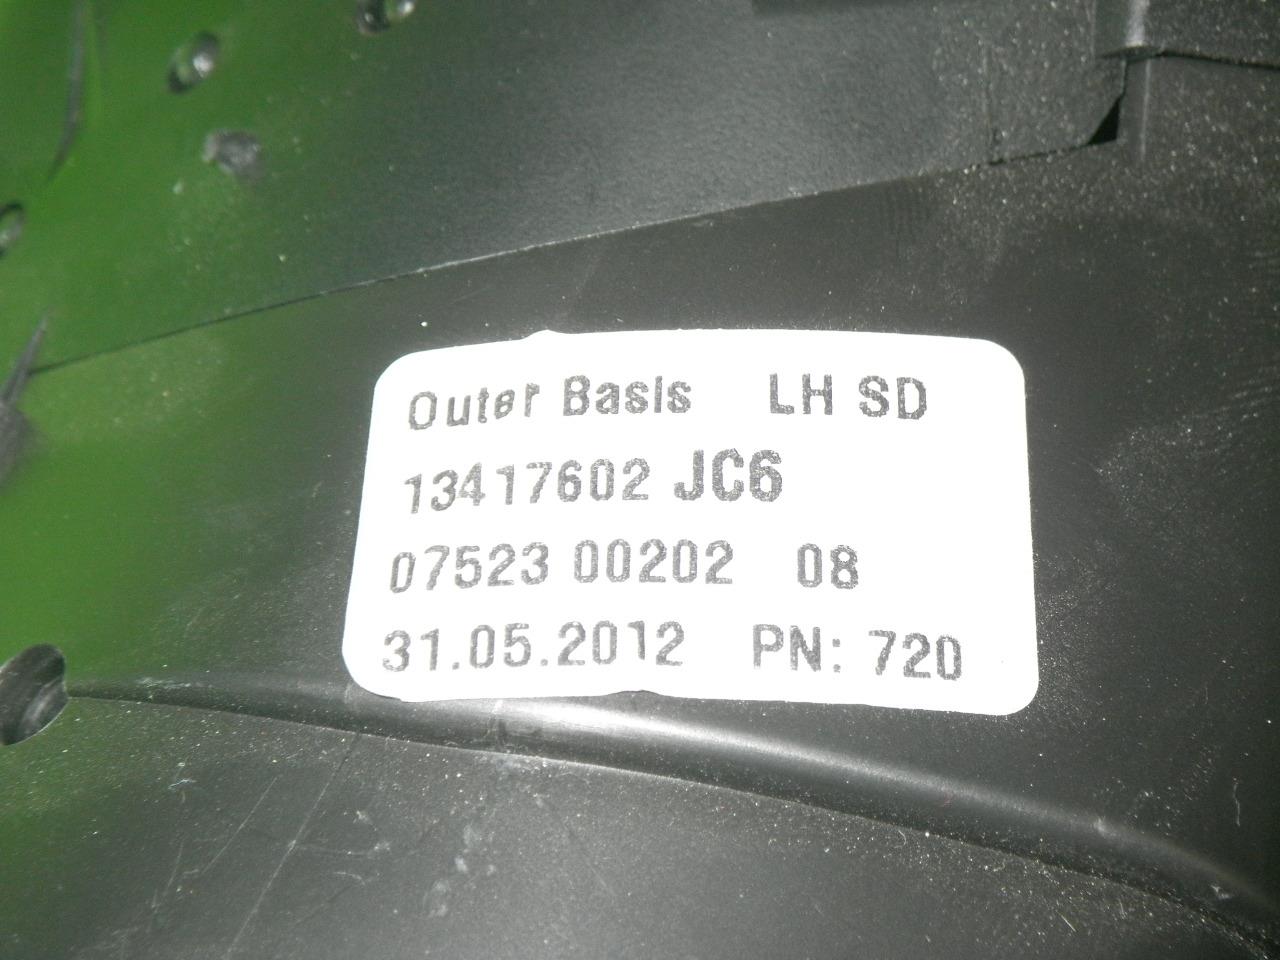 Outer Basis LH SD
13417602 JC6
07523 00202 08
31.05.2012 PN: 720